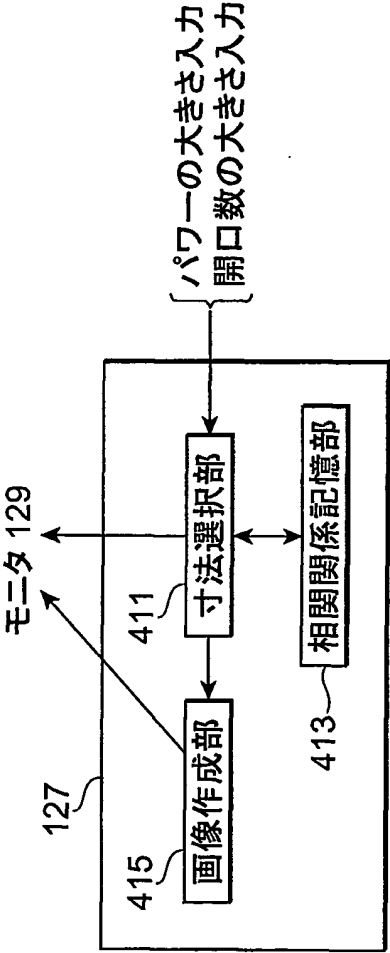 モニタ 129
127
415
画像作成部
411
寸法選択部
413
相関関係記憶部
パワーの大きさ入力
開口数の大きさ入力